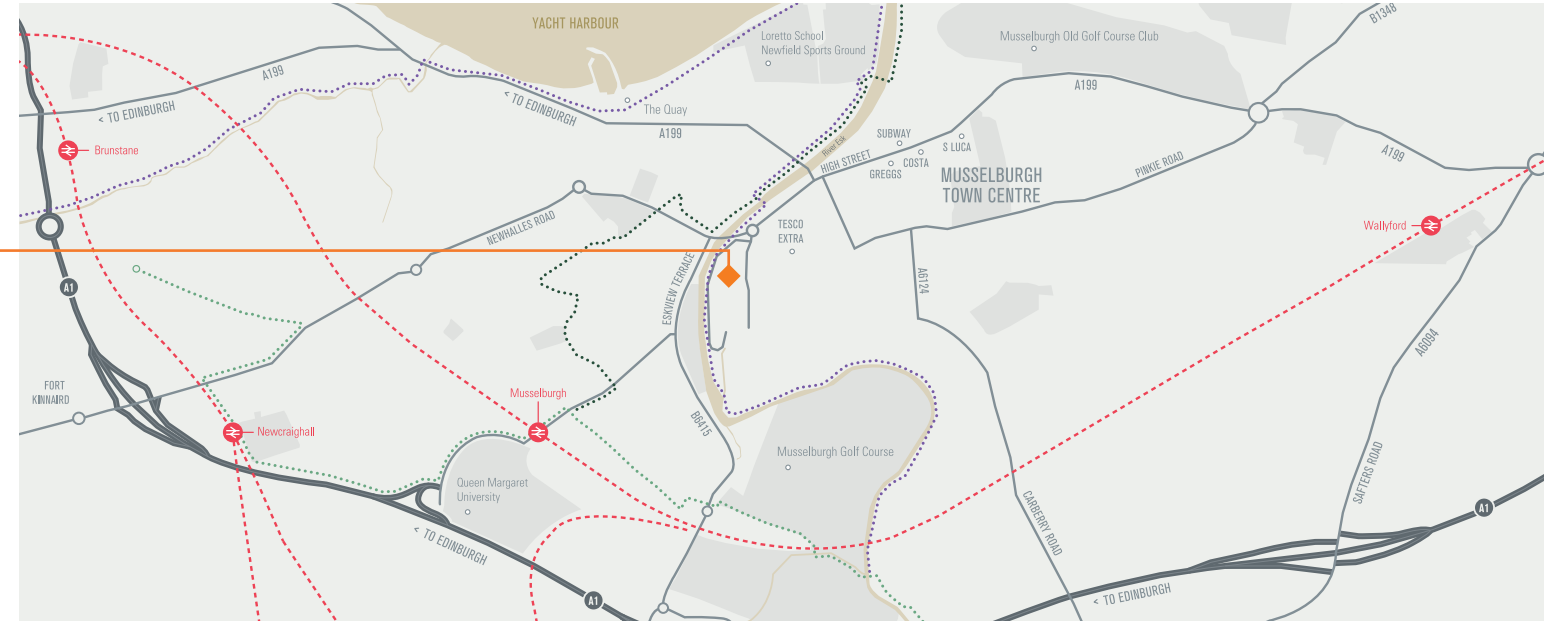 YACHT HARBOUR
Loretto School
Newfield Sports Ground
Musselburgh Old Golf Course Club
B1348
A199
< TO EDINBURGH
< TO EDINBURGH
The Quay
A199
A199
A199
Brunstane
River Esk
HIGH STREET
SUBWAY
GREGGS
COSTA
S LUCA
MUSSELBURGH
TOWN CENTRE
PINKIE ROAD
Wallyford
NEWHALLES ROAD
TESCO
EXTRA
ESKVIEW TERRACE
A6124
A1
A6094
FORT
KINNAIRD
Musselburgh
Newcraighall
B6415
Musselburgh Golf Course
Queen Margaret
University
SAFTERS ROAD
CARBERRY ROAD
A1
< TO EDINBURGH
A1
< TO EDINBURGH